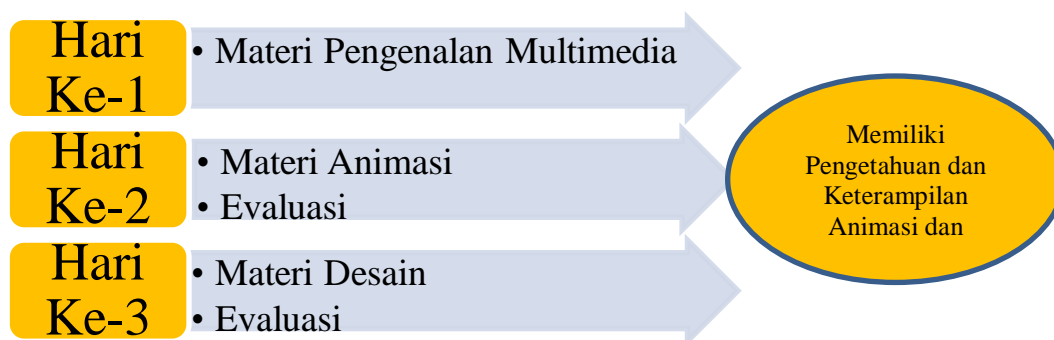 Hari
Ke-1
• Materi Pengenalan Multimedia
Hari
Ke-2
• Materi Animasi
• Evaluasi
Hari
Ke-3
• Materi Desain
• Evaluasi
Memiliki
Pengetahuan dan
Keterampilan
Animasi dan